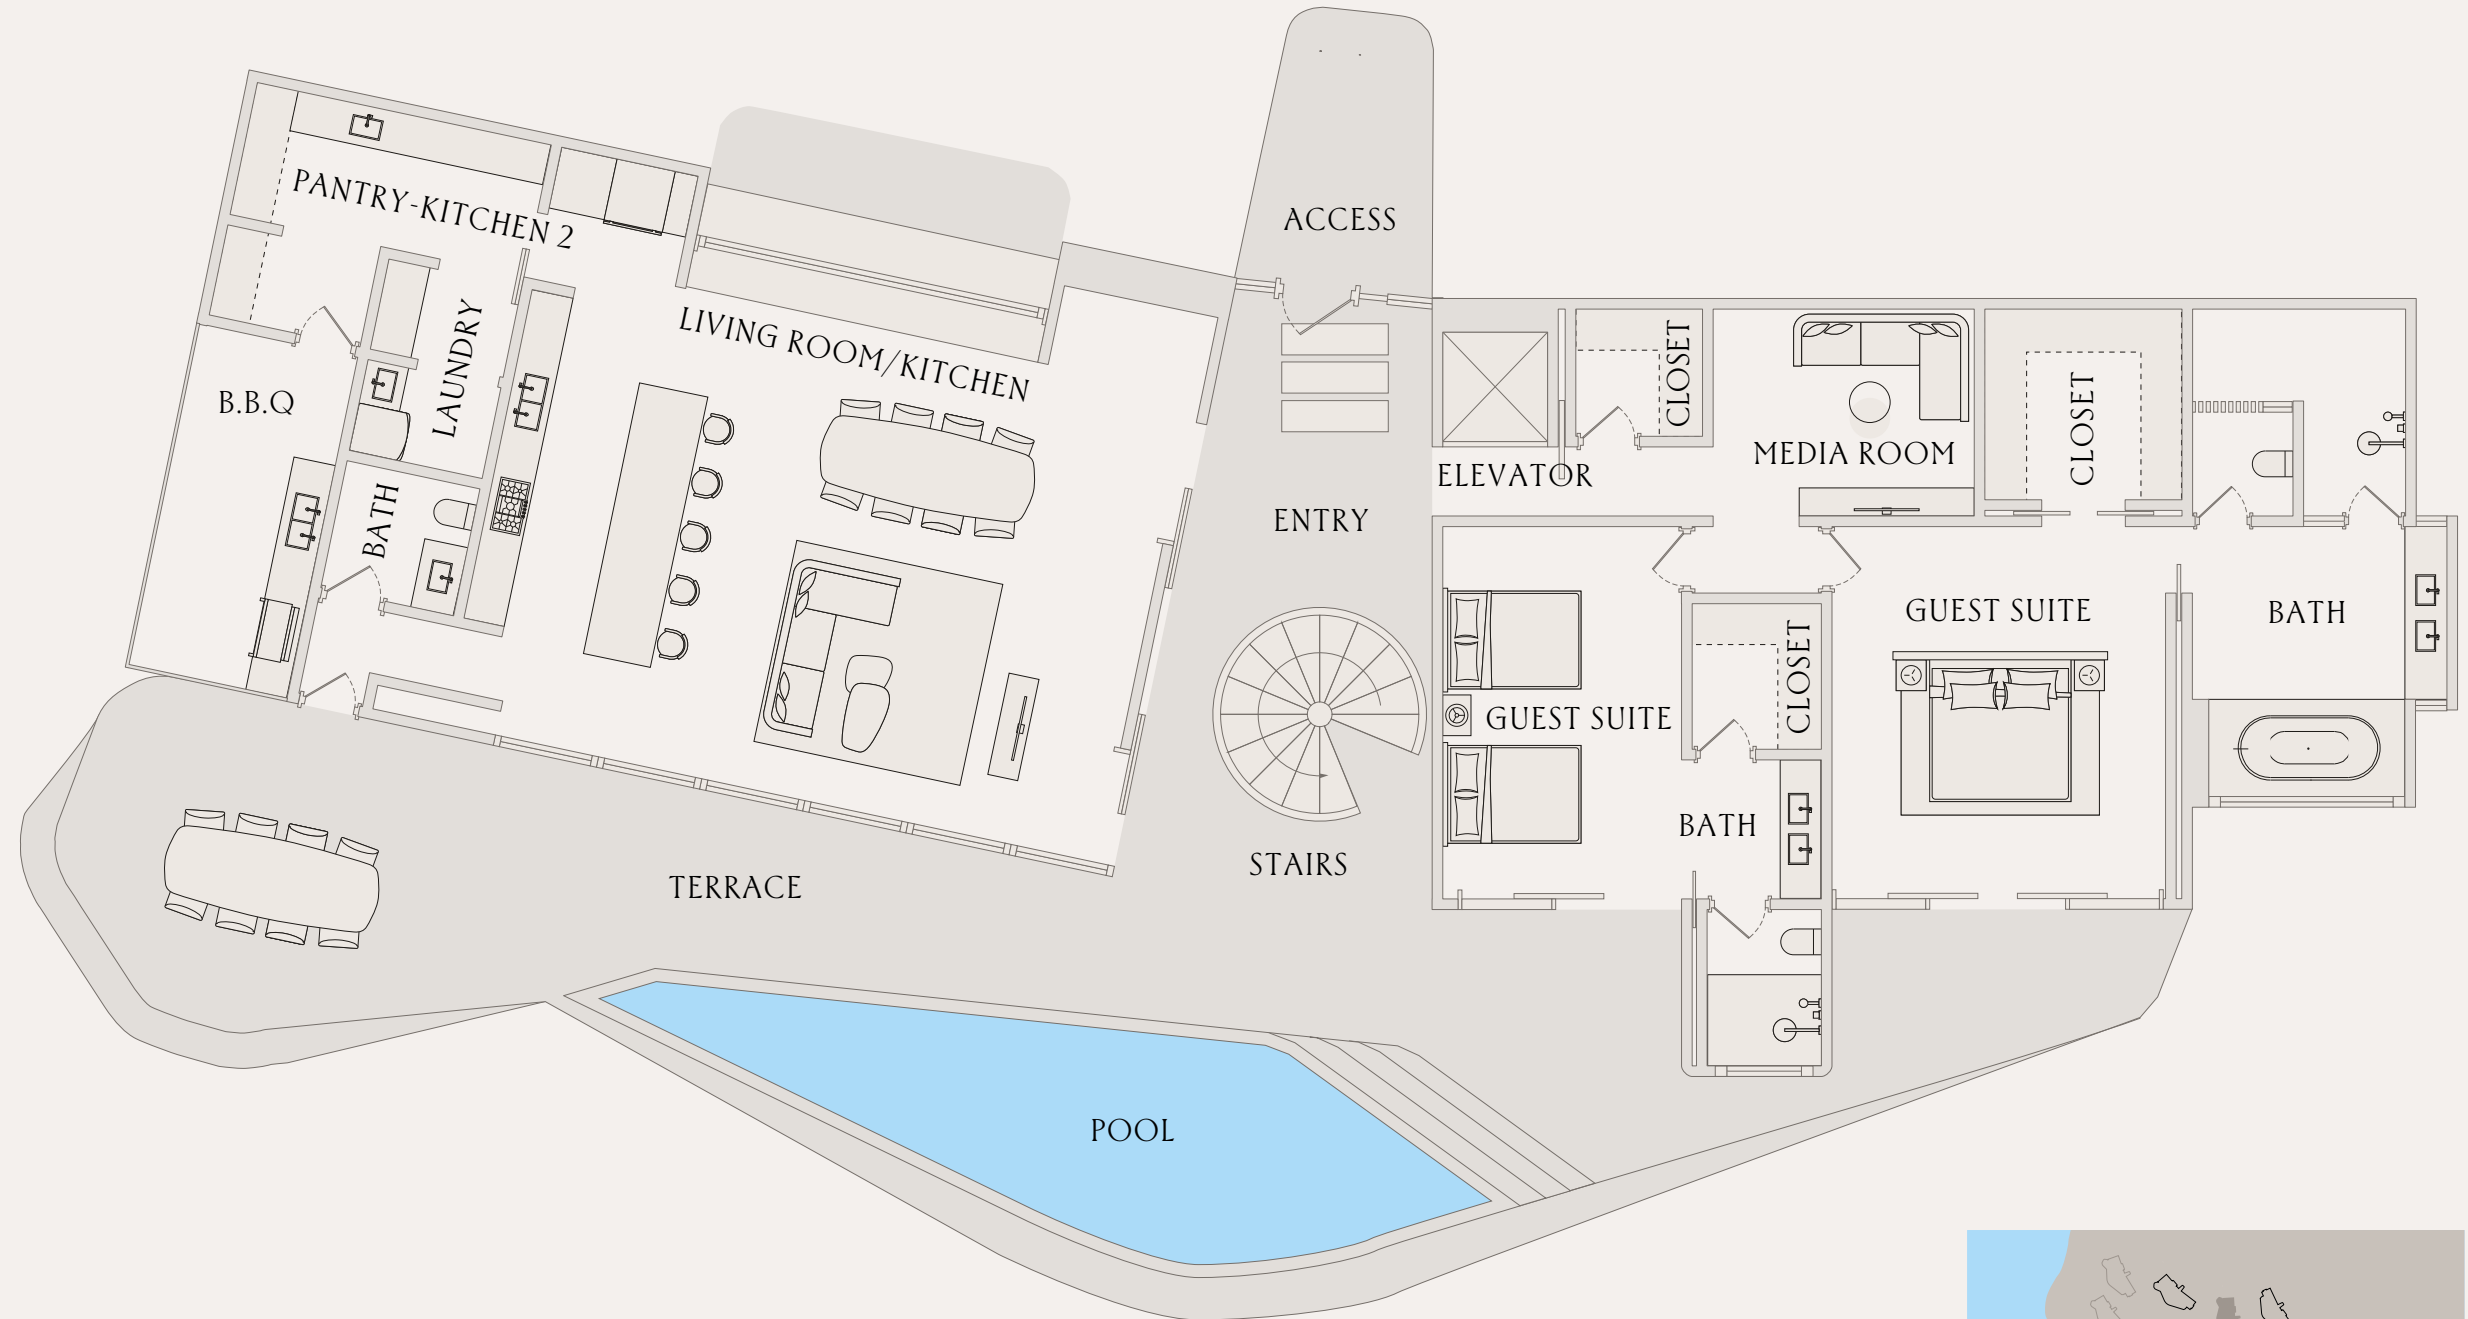 PANTRY-KITCHEN 2
ACCESS
LIVING ROOM/KITCHEN
LAUNDRY
B.B.Q
CLOSET
MEDIA ROOM
CLOSET
ELEVATOR
BATH
ENTRY
GUEST SUITE
BATH
CLOSET
GUEST SUITE
BATH
STAIRS
TERRACE
POOL